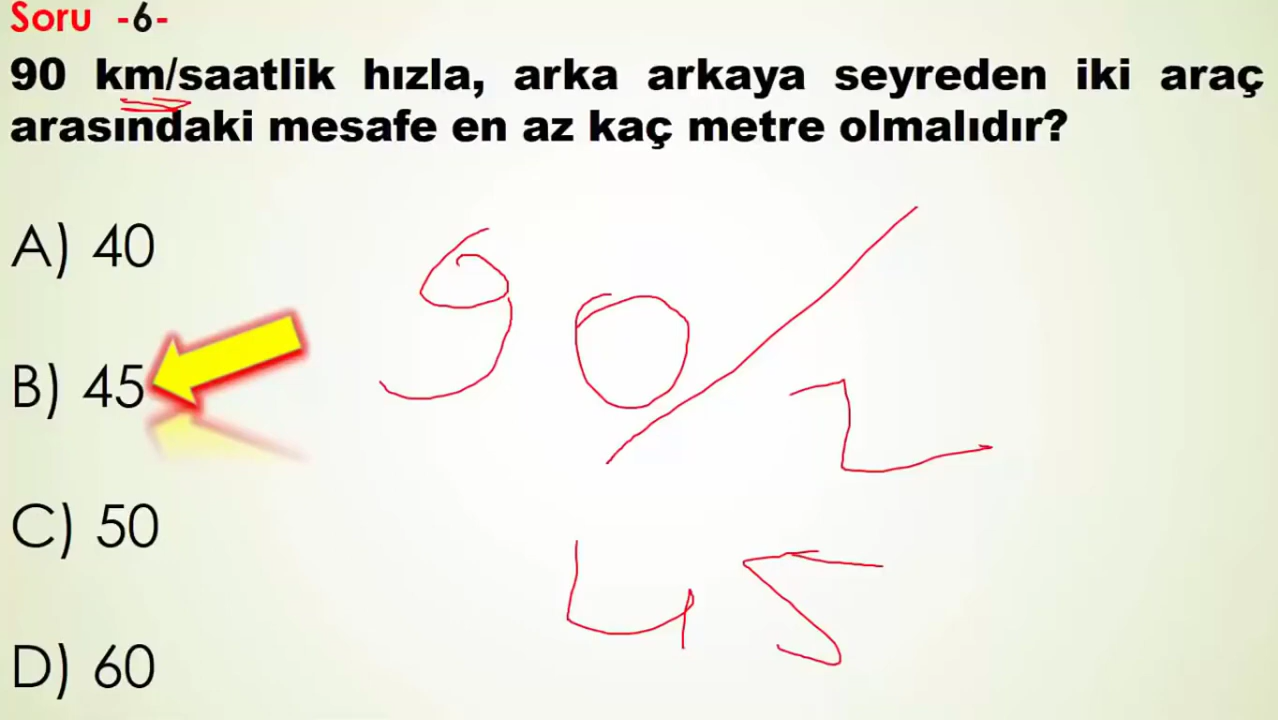 Soru -6-
90 km/saatlik hızla, arka arkaya seyreden iki araç
arasındaki mesafe en az kaç metre olmalıdır?
A) 40
B) 45
C) 50
D) 60
90/2
45